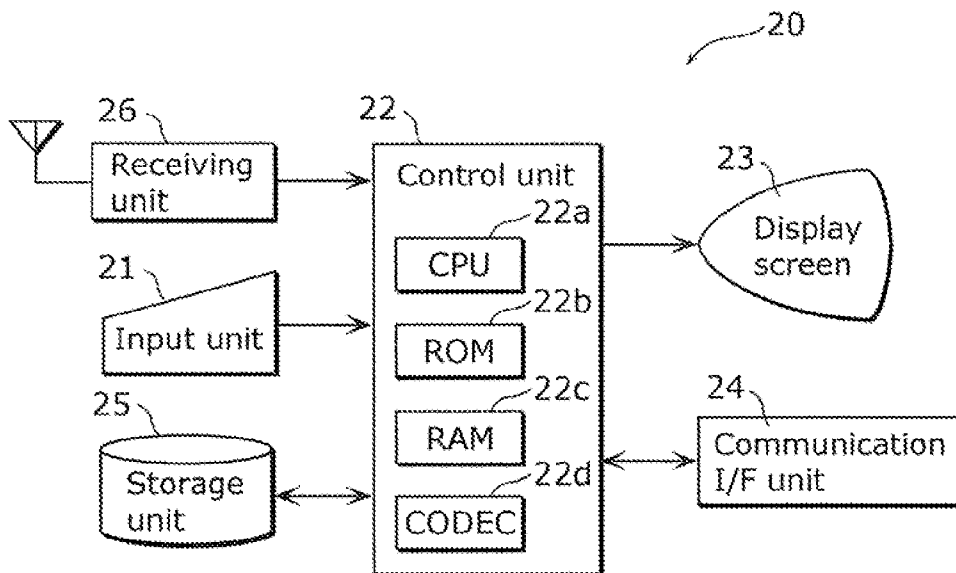 20
26
Receiving
unit
22
Control unit
22a
CPU
22b
ROM
22c
RAM
22d
CODEC
21
Input unit
25
Storage
unit
23
Display
screen
24
Communication
I/F unit